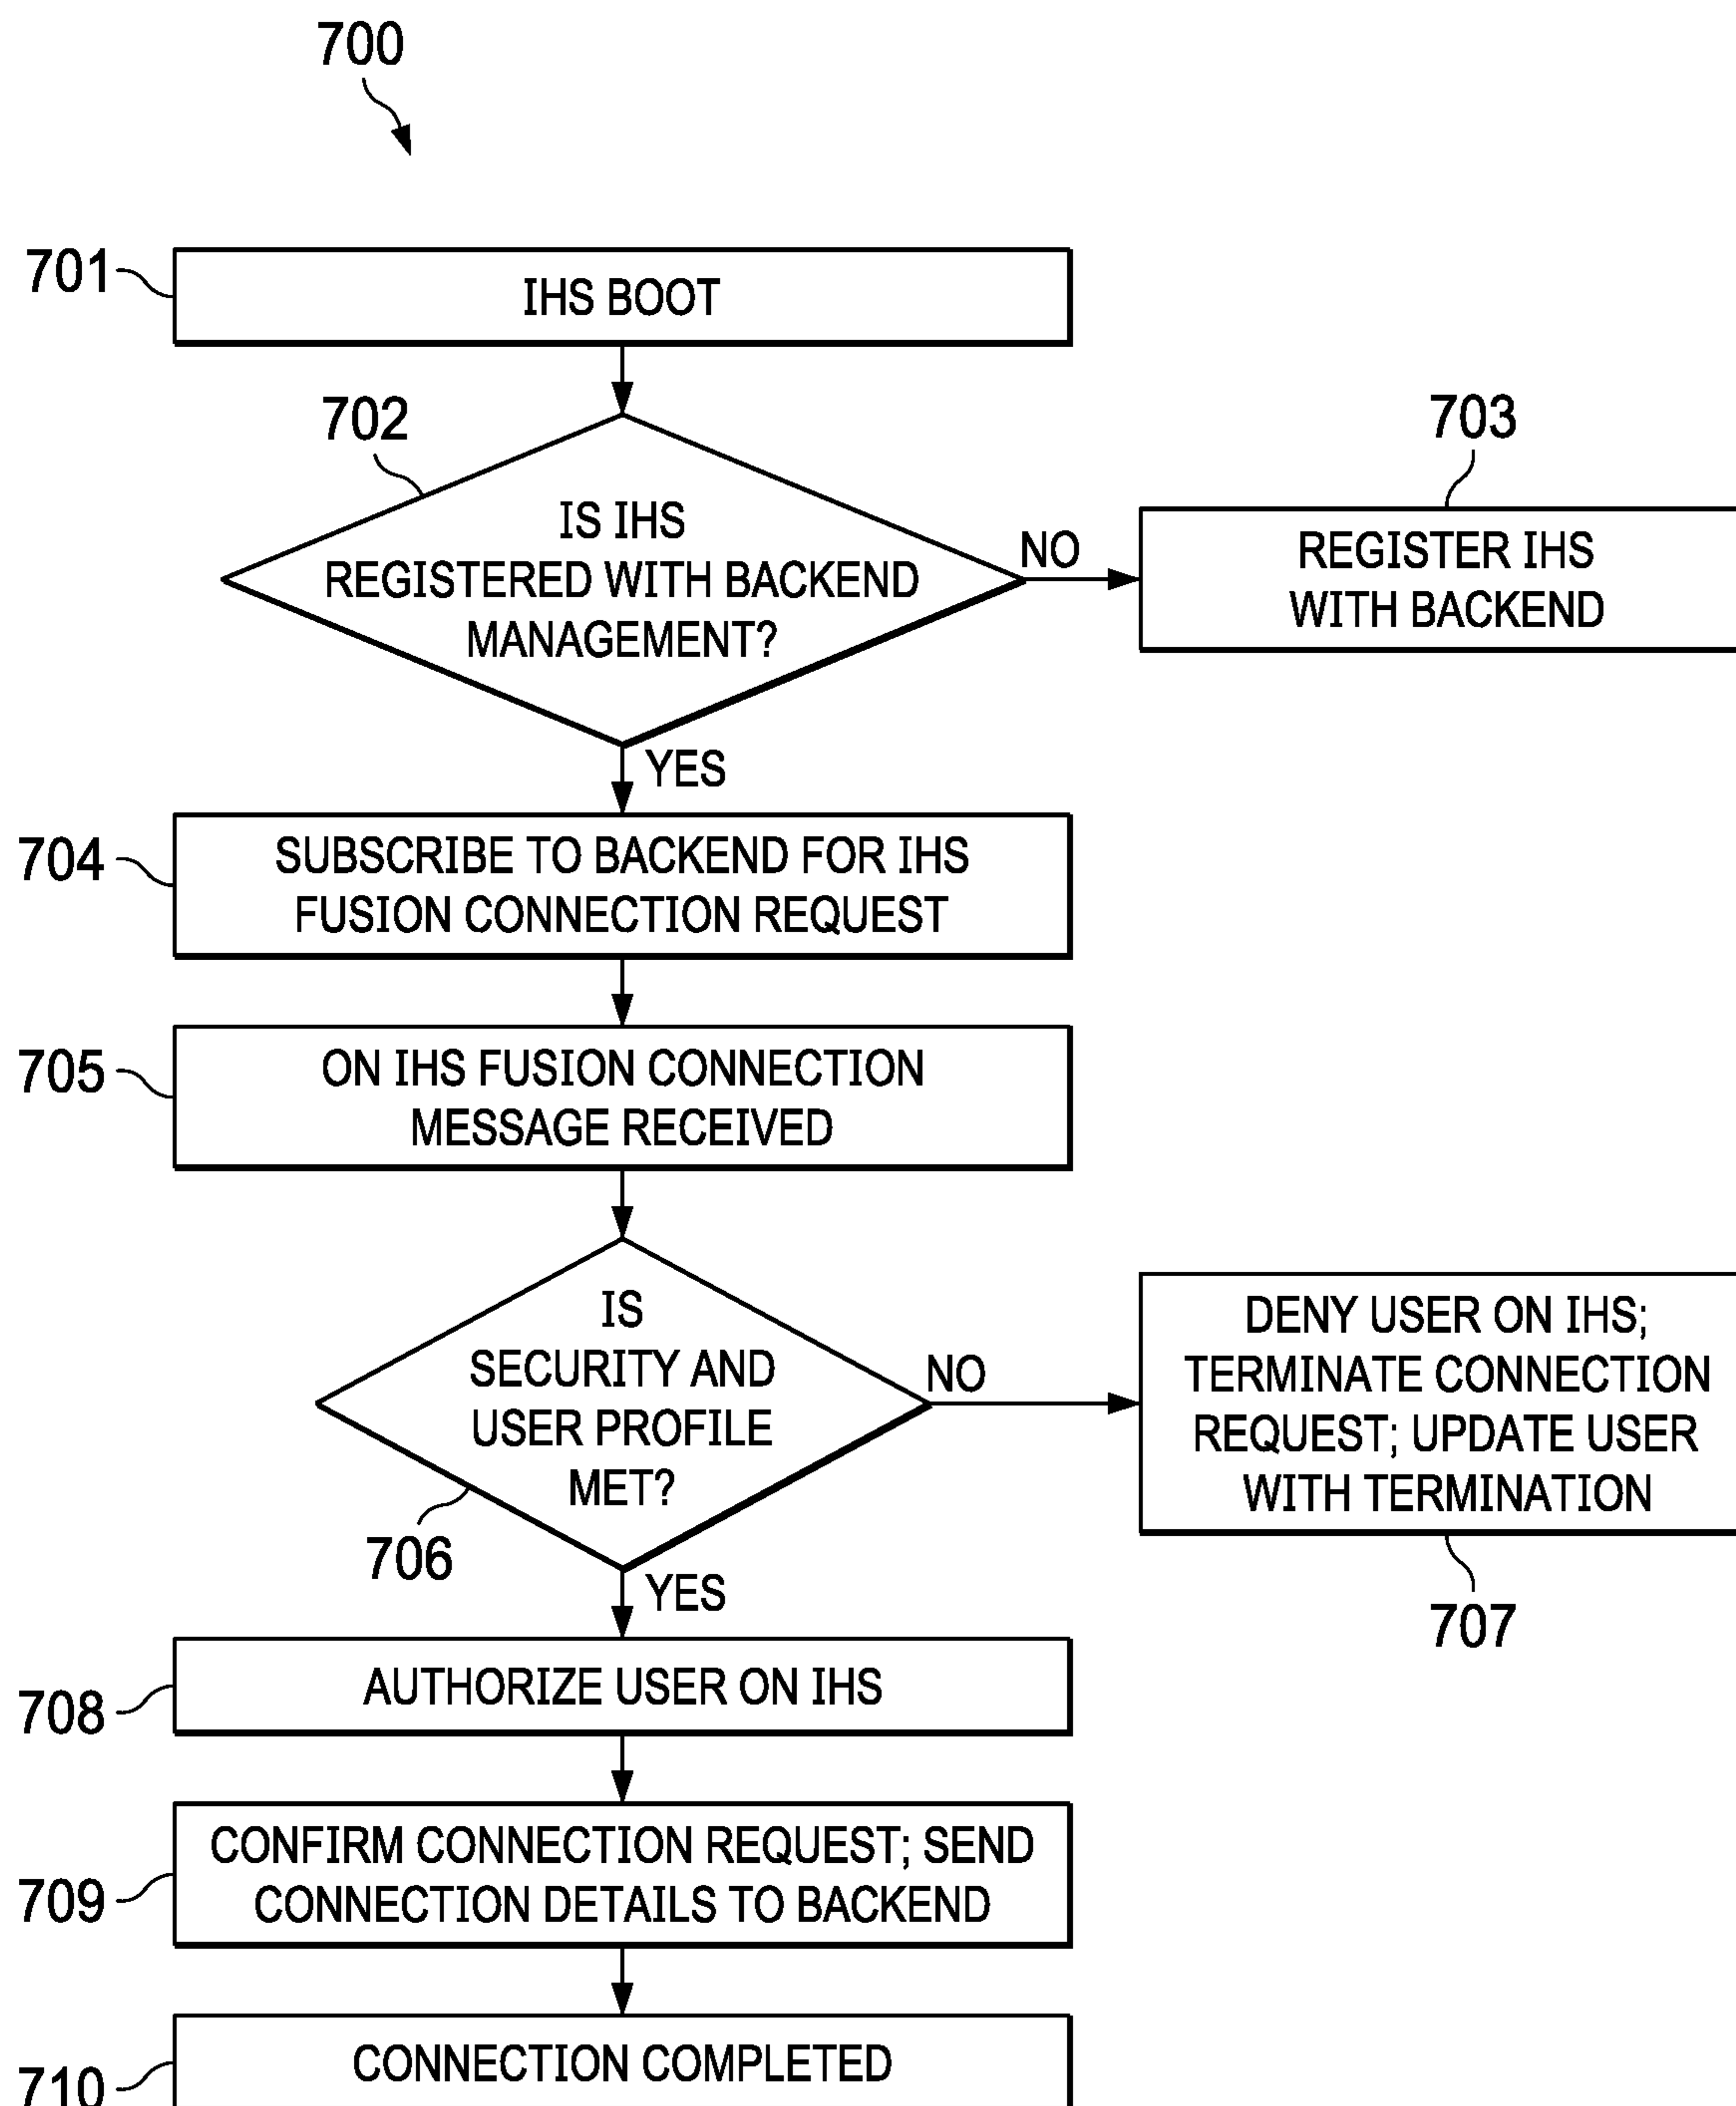 700
701
IHS BOOT
702
IS IHS
REGISTERED WITH BACKEND
MANAGEMENT?
NO
703
REGISTER IHS
WITH BACKEND
YES
704
SUBSCRIBE TO BACKEND FOR IHS
FUSION CONNECTION REQUEST
705
ON IHS FUSION CONNECTION
MESSAGE RECEIVED
IS
SECURITY AND
USER PROFILE
MET?
706
NO
DENY USER ON IHS;
TERMINATE CONNECTION
REQUEST; UPDATE USER
WITH TERMINATION
707
YES
708
AUTHORIZE USER ON IHS
709
CONFIRM CONNECTION REQUEST; SEND
CONNECTION DETAILS TO BACKEND
710
CONNECTION COMPLETED